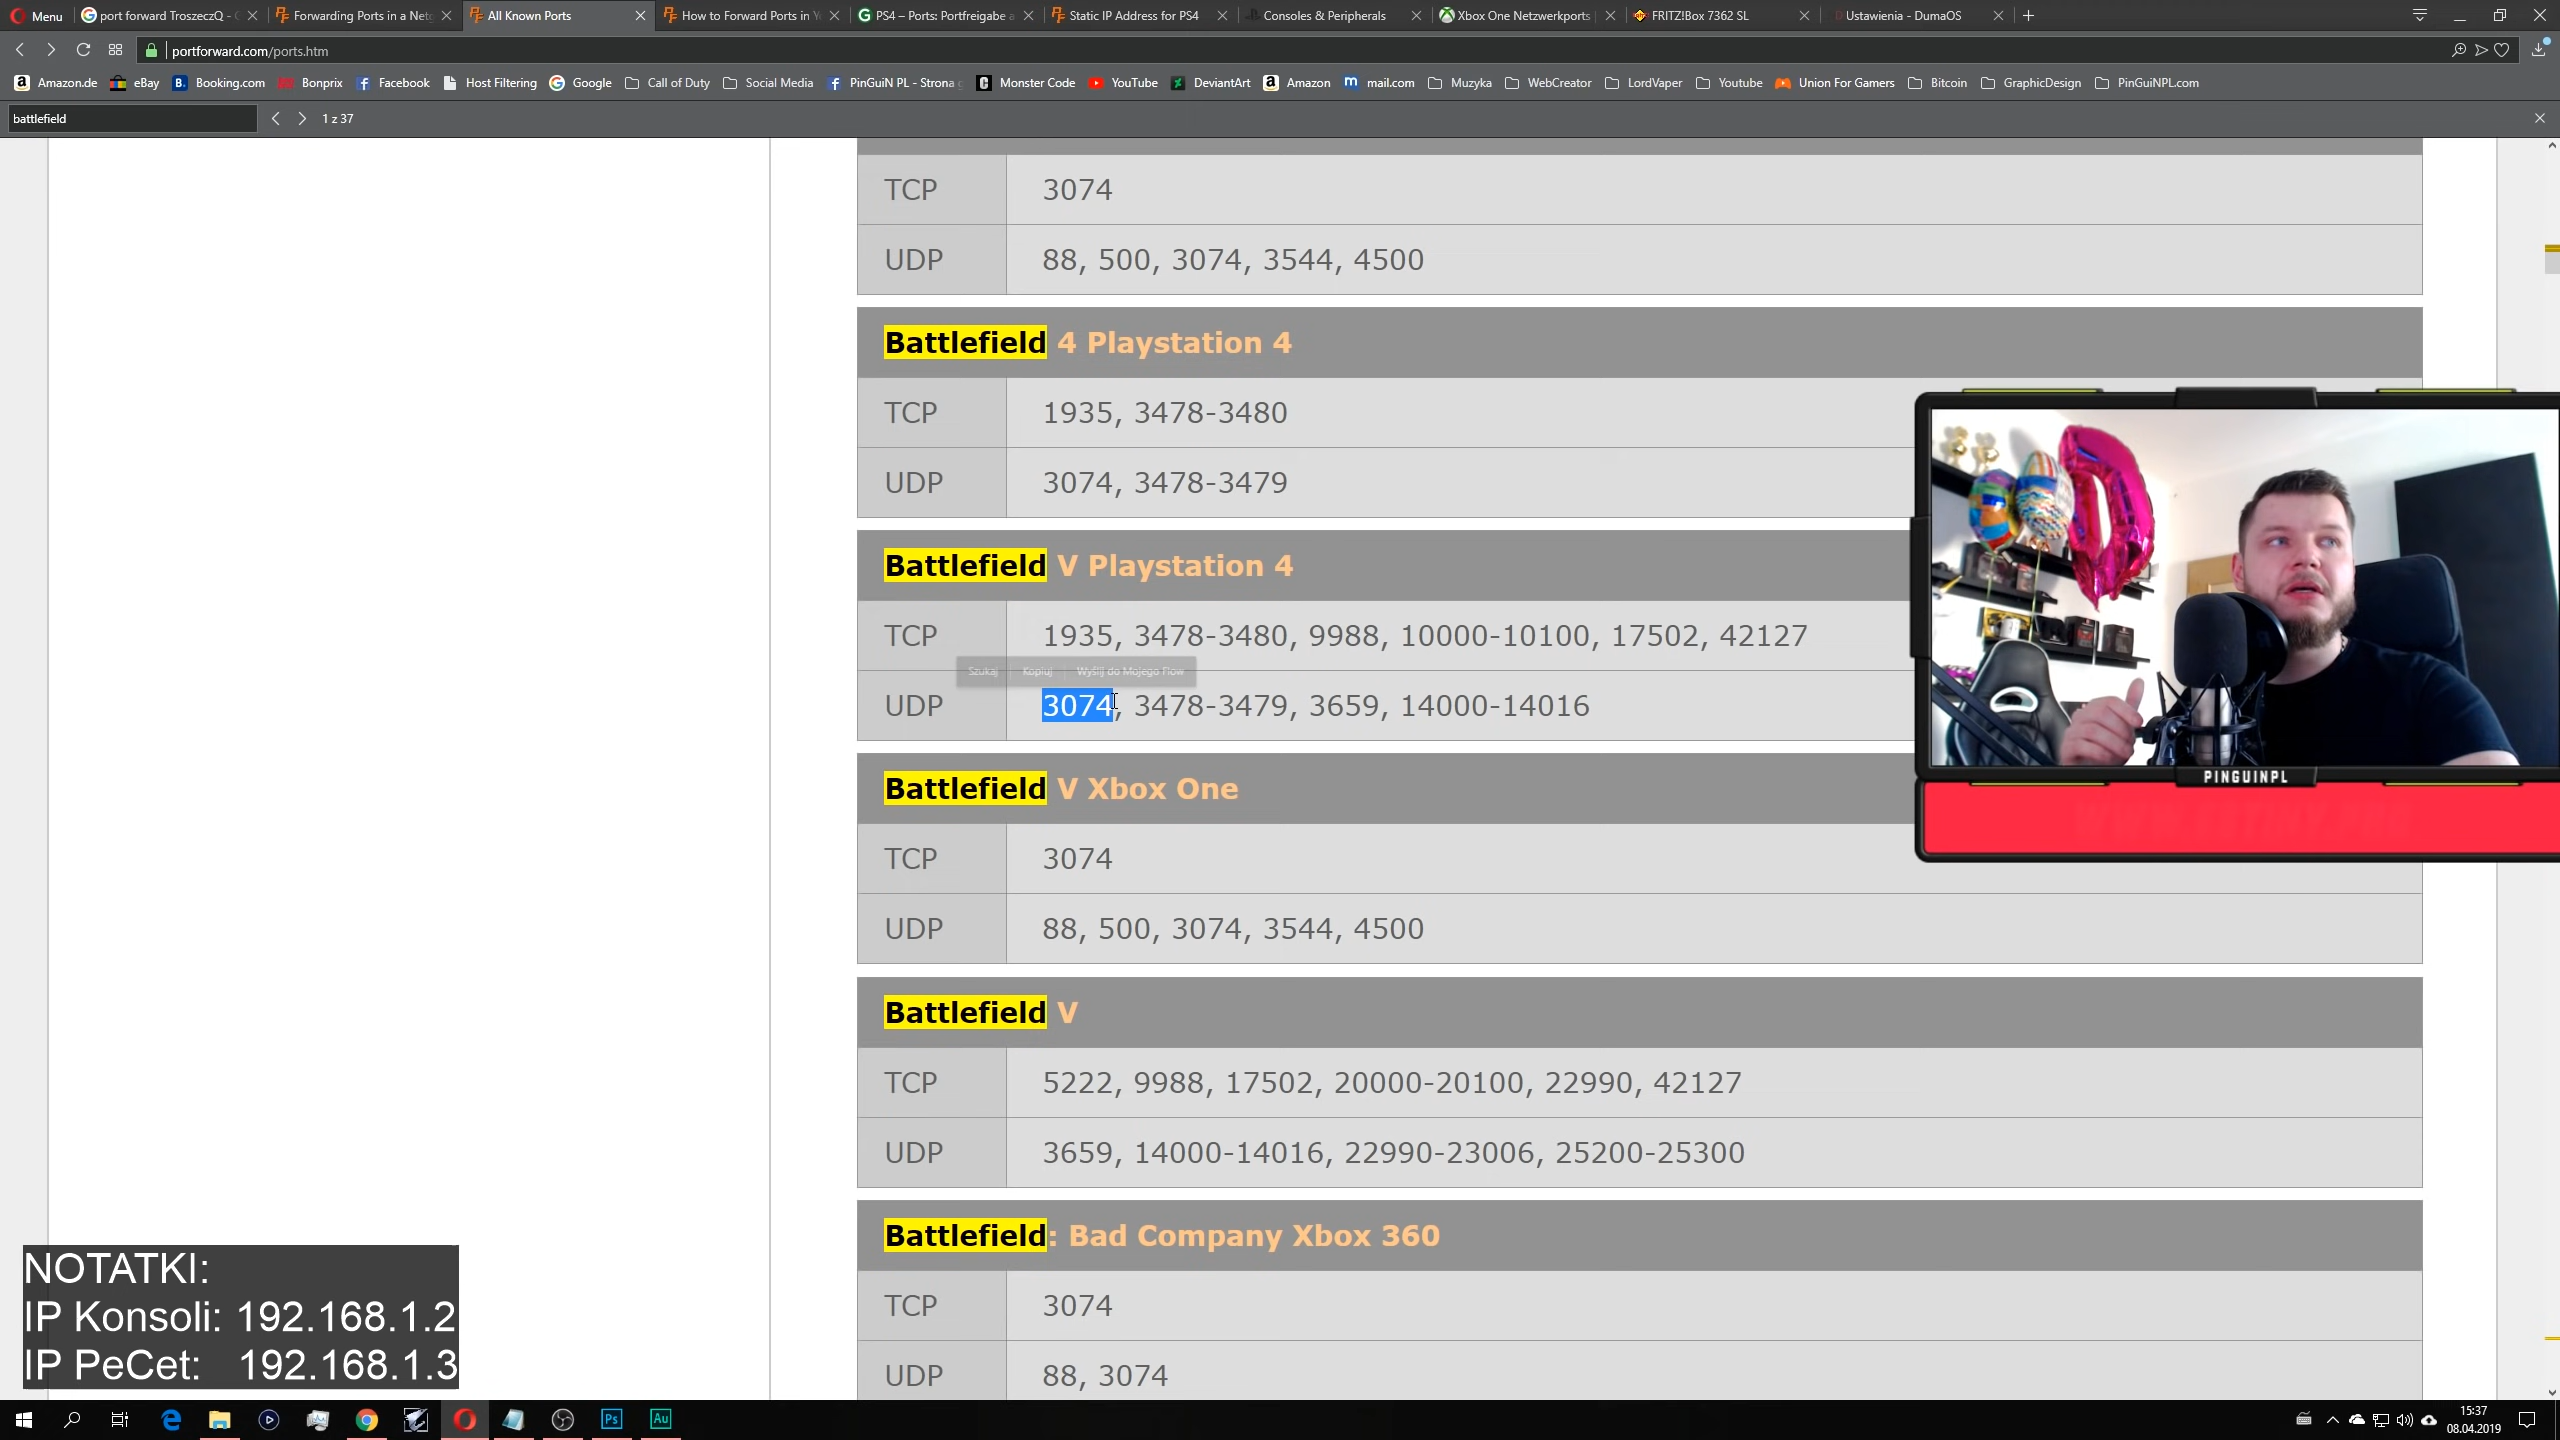 Menu
port forward TroszeczQ -
Forwarding Ports in a Net
All Known Ports
How to Forward Ports in Y
PS4 – Ports: Portfreigabe a
Static IP Address for PS4
Consoles & Peripherals
Xbox One Netzwerkports
FRITZ!Box 7362 SL
Ustawienia - DumaOS
portforward.com/ports.htm
Amazon.de
eBay
Booking.com
Bonprix
Facebook
Host Filtering
Google
Call of Duty
Social Media
PinGuiN PL - Strona
Monster Code
YouTube
DeviantArt
Amazon
mail.com
Muzyka
WebCreator
LordVaper
Youtube
Union For Gamers
Bitcoin
GraphicDesign
PinGuiNPL.com
battlefield
1 z 37
TCP 3074
UDP 88, 500, 3074, 3544, 4500
Battlefield 4 Playstation 4
TCP 1935, 3478-3480
UDP 3074, 3478-3479
Battlefield V Playstation 4
TCP 1935, 3478-3480, 9988, 10000-10100, 17502, 42127
Szukaj Kopiuj Wyślij do Mojego Flow
UDP 3074, 3478-3479, 3659, 14000-14016
Battlefield V Xbox One
TCP 3074
UDP 88, 500, 3074, 3544, 4500
Battlefield V
TCP 5222, 9988, 17502, 20000-20100, 22990, 42127
UDP 3659, 14000-14016, 22990-23006, 25200-25300
Battlefield: Bad Company Xbox 360
TCP 3074
UDP 88, 3074
PINGUINPL
NOTATKI:
IP Konsoli: 192.168.1.2
IP PeCet: 192.168.1.3
Ps
Au
15:37
08.04.2019